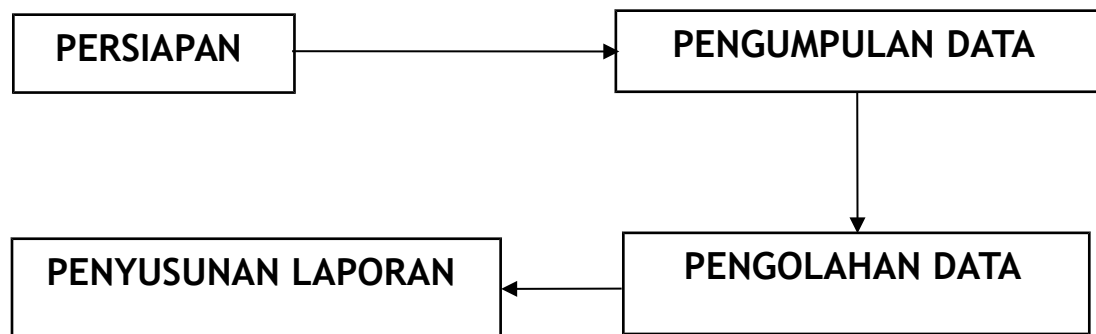 PERSIAPAN
PENGUMPULAN DATA
PENGOLAHAN DATA
PENYUSUNAN LAPORAN